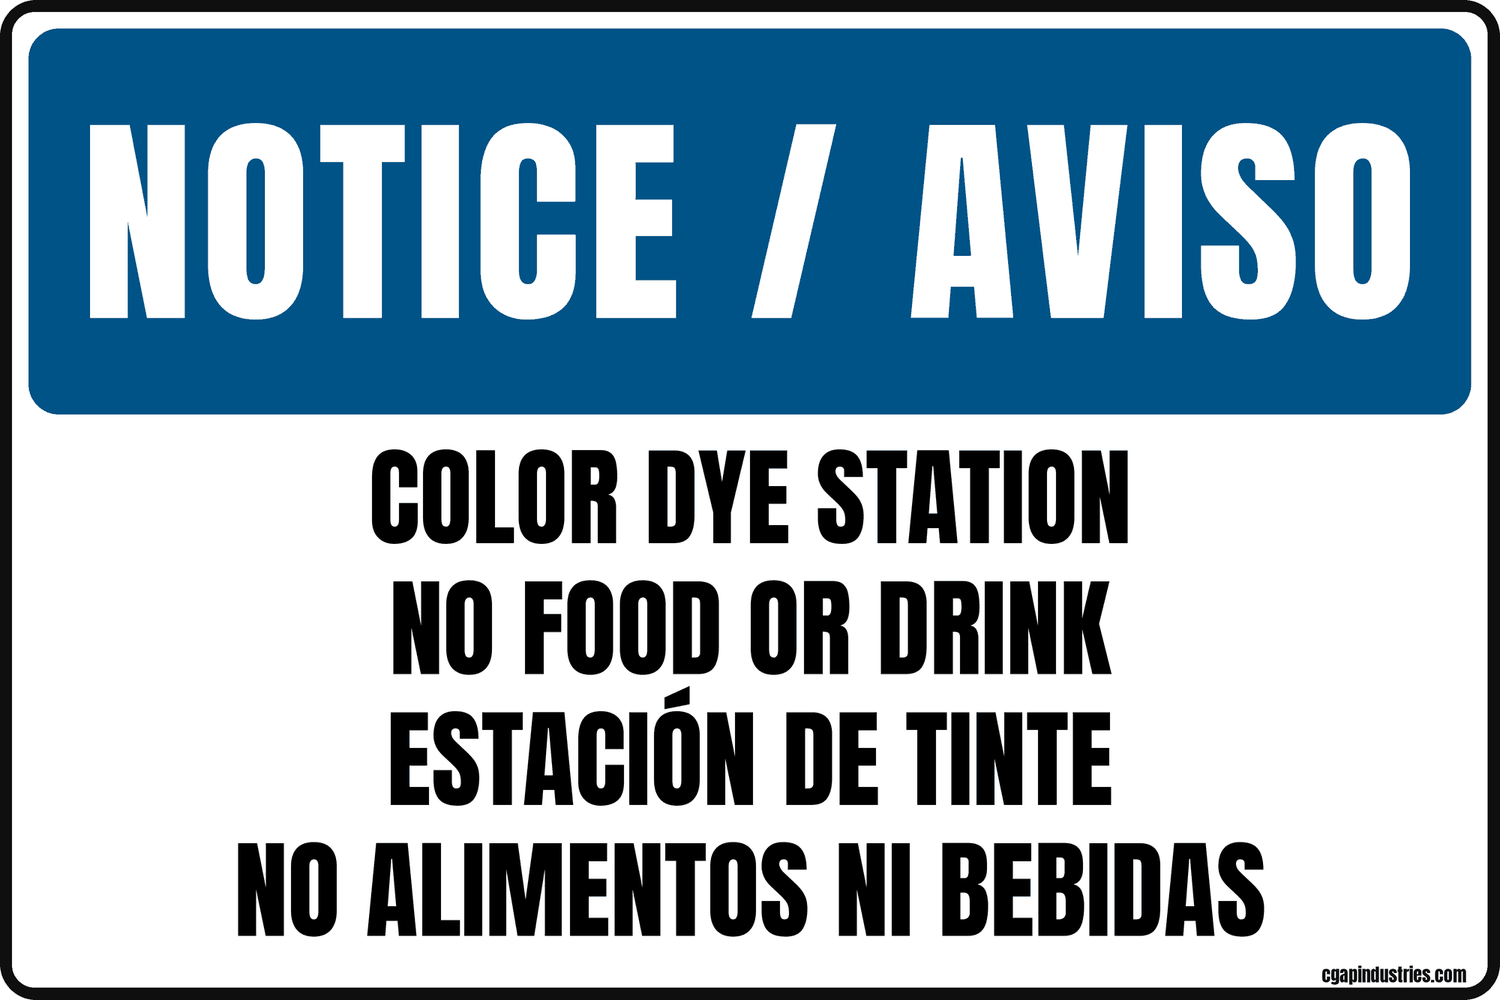 NOTICE / AVISO
COLOR DYE STATION
NO FOOD OR DRINK
ESTACIÓN DE TINTE
NO ALIMENTOS NI BEBIDAS
cgapindustries.com